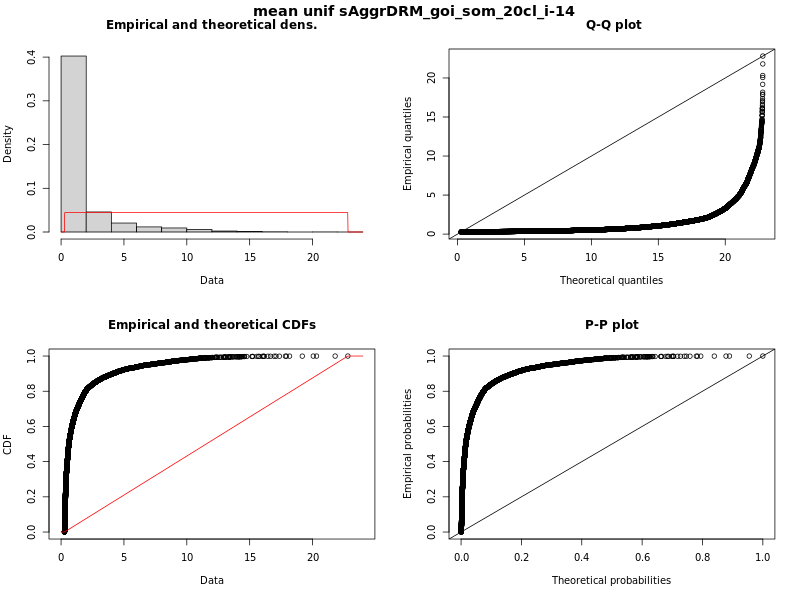 mean unif sAggrDRM_goi_som_20cl_i-14
Empirical and theoretical dens.
Density
0.0 0.1 0.2 0.3 0.4
0 5 10 15 20
Data
Q-Q plot
Empirical quantiles
0 5 10 15 20
0 5 10 15 20
Theoretical quantiles
Empirical and theoretical CDFs
CDF
0.0 0.2 0.4 0.6 0.8 1.0
0 5 10 15 20
Data
P-P plot
Empirical probabilities
0.0 0.2 0.4 0.6 0.8 1.0
0.0 0.2 0.4 0.6 0.8 1.0
Theoretical probabilities